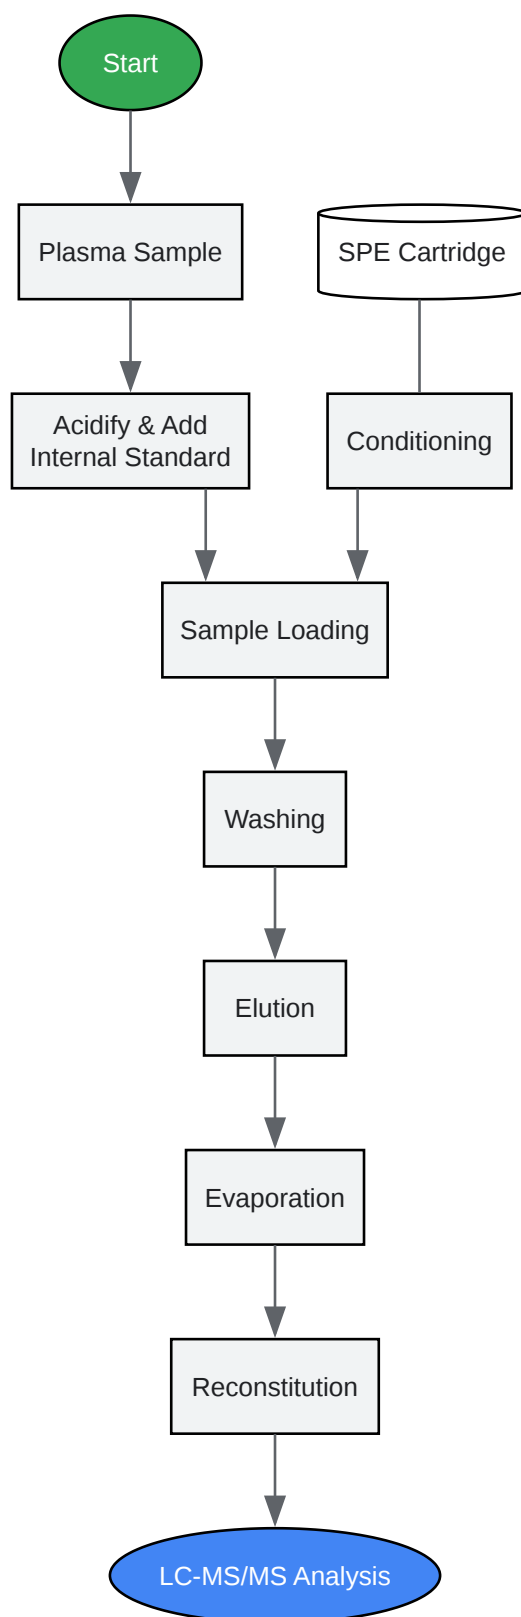 Start
Plasma Sample
SPE Cartridge
Acidify & Add
Internal Standard
Conditioning
Sample Loading
Washing
Elution
Evaporation
Reconstitution
LC-MS/MS Analysis